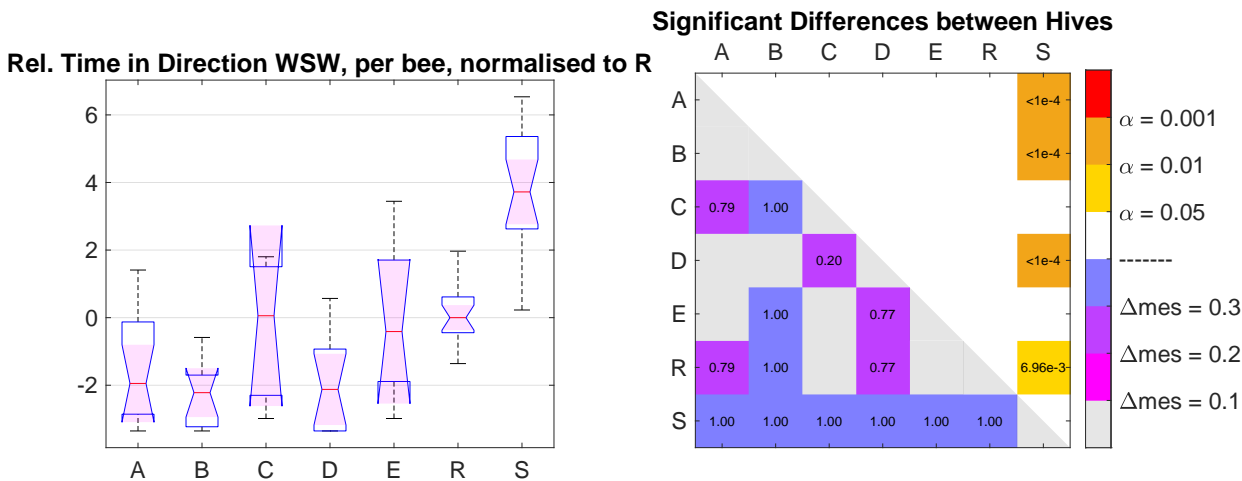 Rel. Time in Direction WSW, per bee, normalised to R
6
4
2
0
-2
A B C D E R S
Significant Differences between Hives
A B C D E R S
A <1e-4
B <1e-4
C 0.79 1.00
D 0.20 <1e-4
E 1.00 0.77
R 0.79 1.00 0.77 6.96e-3
S 1.00 1.00 1.00 1.00 1.00 1.00
α = 0.001
α = 0.01
α = 0.05
-------
Δmes = 0.3
Δmes = 0.2
Δmes = 0.1